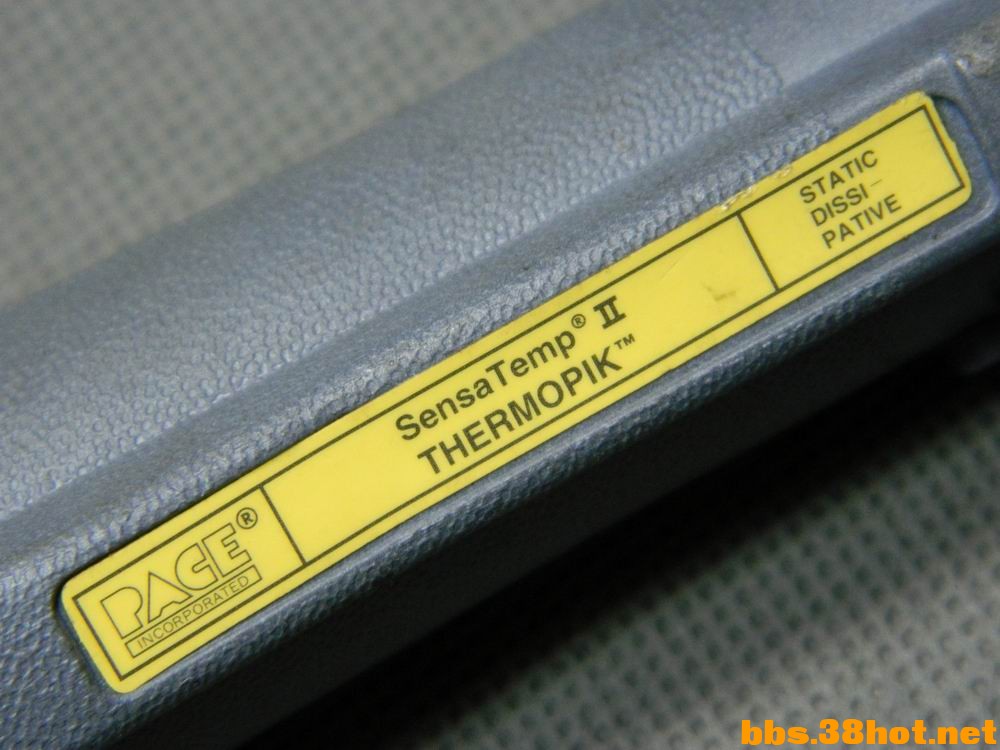 PACE®
INCORPORATED
SensaTemp® II
THERMOPIK™
STATIC
DISSI-
PATIVE
bbs.38hot.net